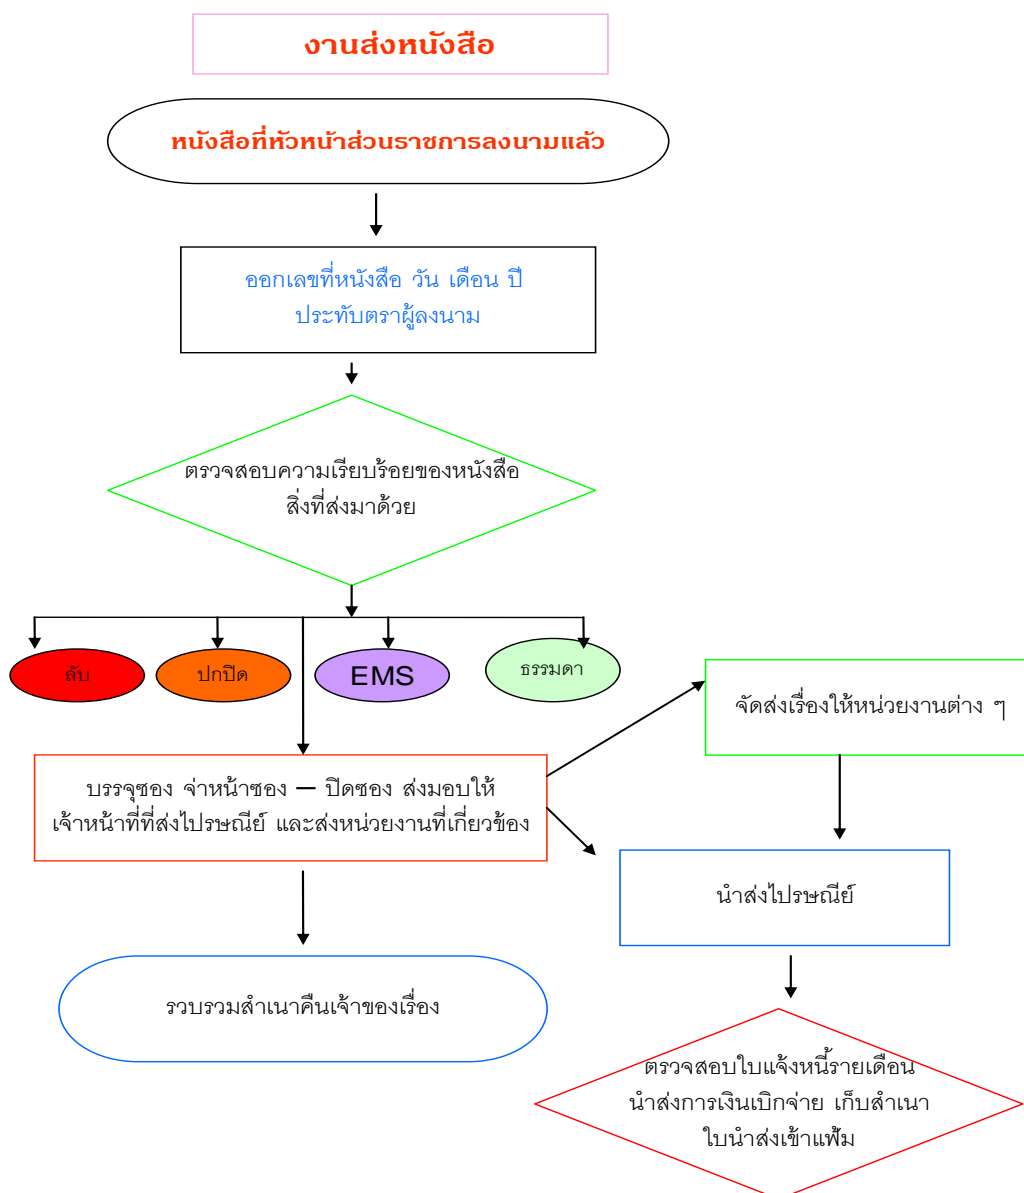 งานส่งหนังสือ
หนังสือที่หัวหน้าส่วนราชการลงนามแล้ว
ออกเลขที่หนังสือ วัน เดือน ปี
ประทับตราผู้ลงนาม
ตรวจสอบความเรียบร้อยของหนังสือ
สิ่งที่ส่งมาด้วย
ลับ
ปกปิด
EMS
ธรรมดา
จัดส่งเรื่องให้หน่วยงานต่าง ๆ
บรรจุซอง จ่าหน้าซอง – ปิดซอง ส่งมอบให้
เจ้าหน้าที่ที่ส่งไปรษณีย์ และส่งหน่วยงานที่เกี่ยวข้อง
นำส่งไปรษณีย์
รวบรวมสำเนาคืนเจ้าของเรื่อง
ตรวจสอบใบแจ้งหนี้รายเดือน
นำส่งการเงินเบิกจ่าย เก็บสำเนา
ใบนำส่งเข้าแฟ้ม